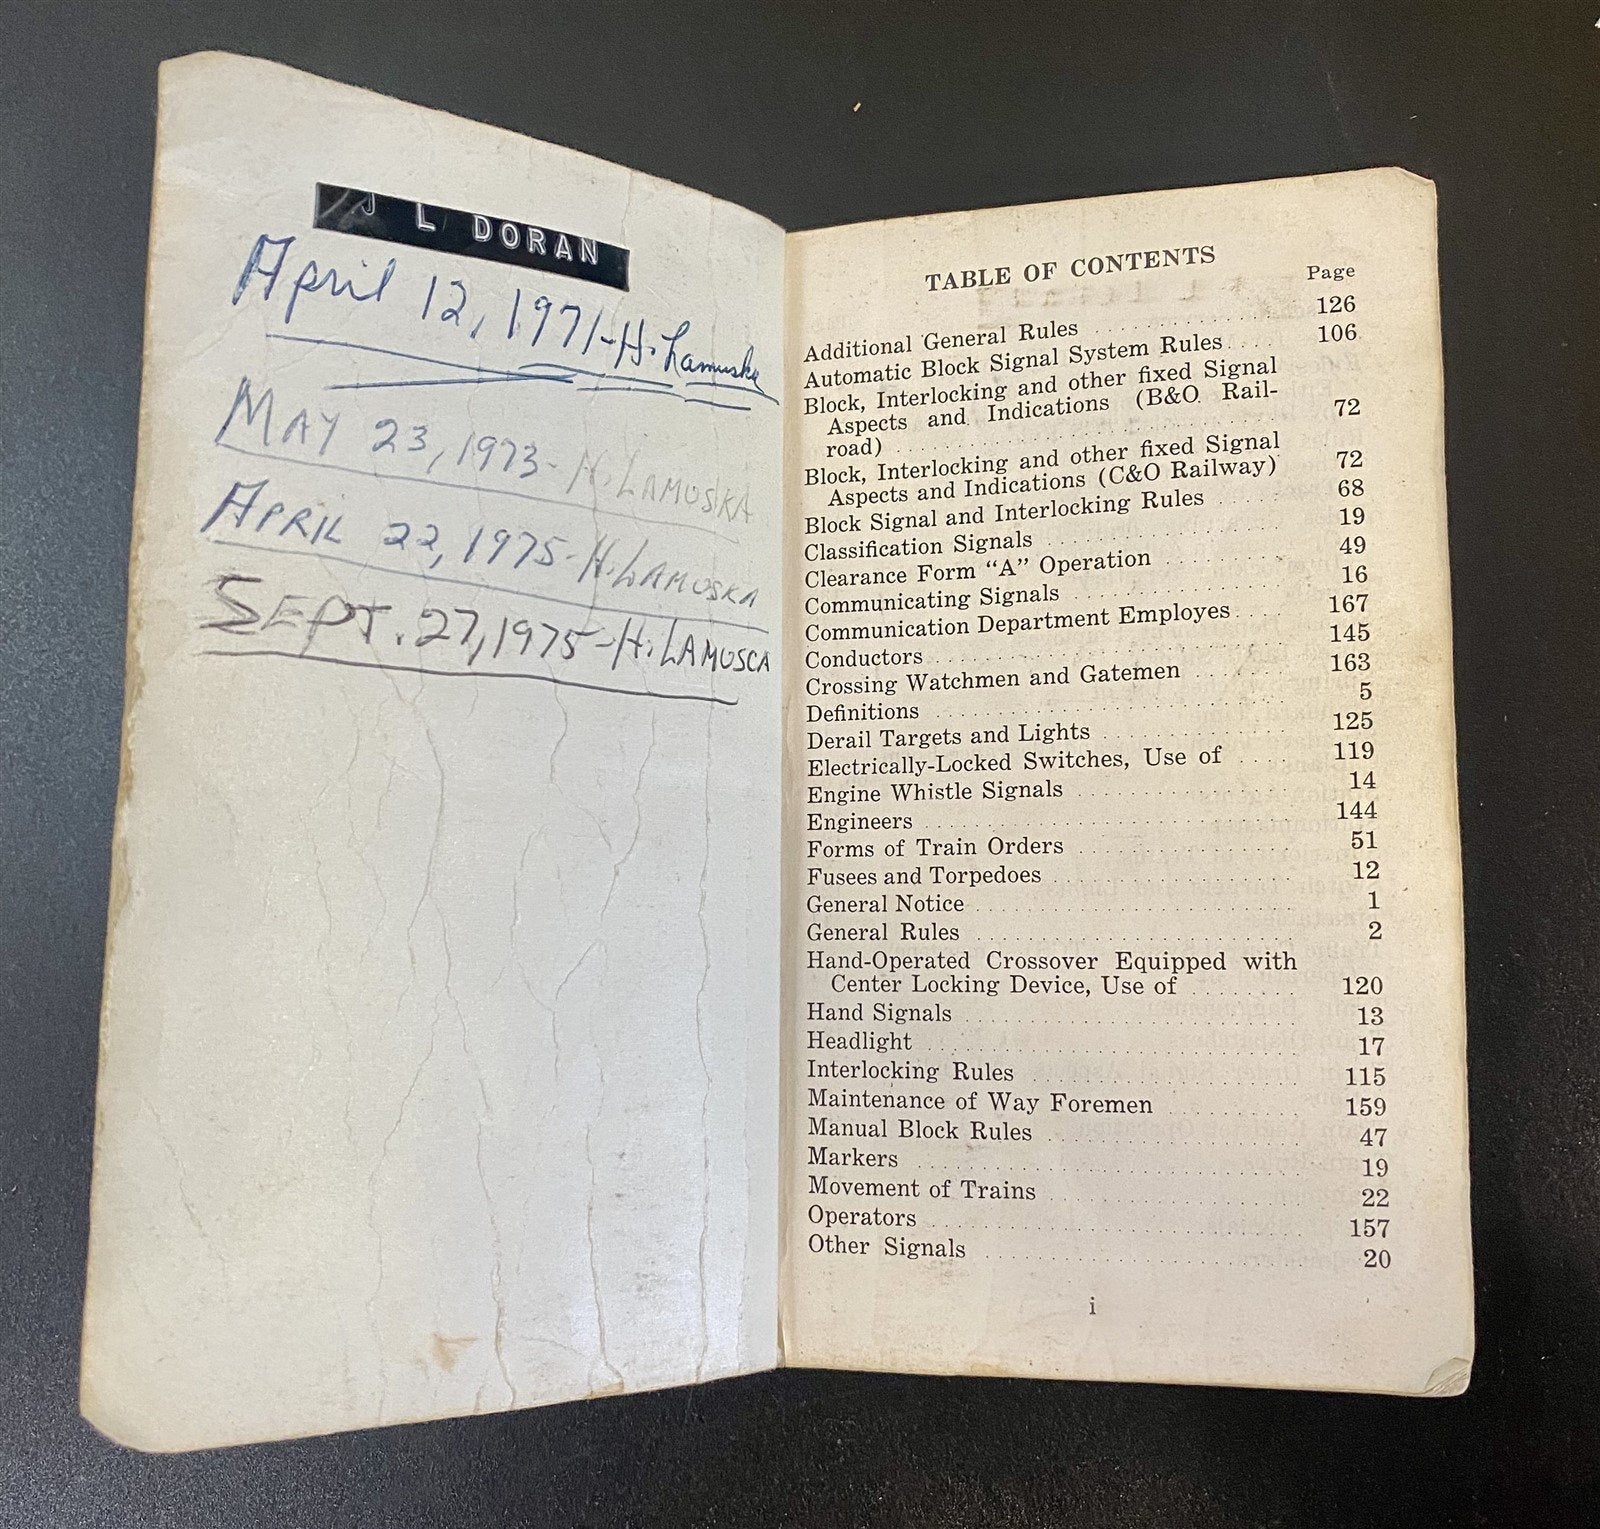 J L DORAN
April 12, 1971-H. Lamuska
MAY 23, 1973- H. LAMUSKA
APRIL 22, 1975- H. LAMUSKA
SEPT. 27, 1975-H. LAMUSCA
TABLE OF CONTENTS
Page
Additional General Rules 126
Automatic Block Signal System Rules 106
Block, Interlocking and other fixed Signal
Aspects and Indications (B&O Rail-
road) 72
Block, Interlocking and other fixed Signal
Aspects and Indications (C&O Railway) 72
Block Signal and Interlocking Rules 68
Classification Signals 19
Clearance Form "A" Operation 49
Communicating Signals 16
Communication Department Employes 167
Conductors 145
Crossing Watchmen and Gatemen 163
Definitions 5
Derail Targets and Lights 125
Electrically-Locked Switches, Use of 119
Engine Whistle Signals 14
Engineers 144
Forms of Train Orders 51
Fusees and Torpedoes 12
General Notice 1
General Rules 2
Hand-Operated Crossover Equipped with
Center Locking Device, Use of 120
Hand Signals 13
Headlight 17
Interlocking Rules 115
Maintenance of Way Foremen 159
Manual Block Rules 47
Markers 19
Movement of Trains 22
Operators 157
Other Signals 20
i